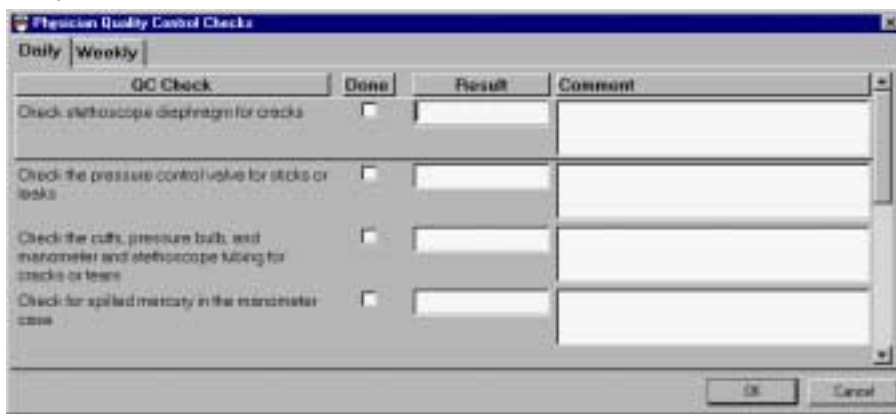 Physician Quality Control Checks
Daily Weekly
QC Check Done Result Comment
Check stethoscope diaphragm for cracks
Check the pressure control valve for sticks or
leaks
Check the cuffs, pressure bulb, and
manometer and stethoscope tubing for
cracks or tears
Check for spilled mercury in the manometer
case
OK Cancel